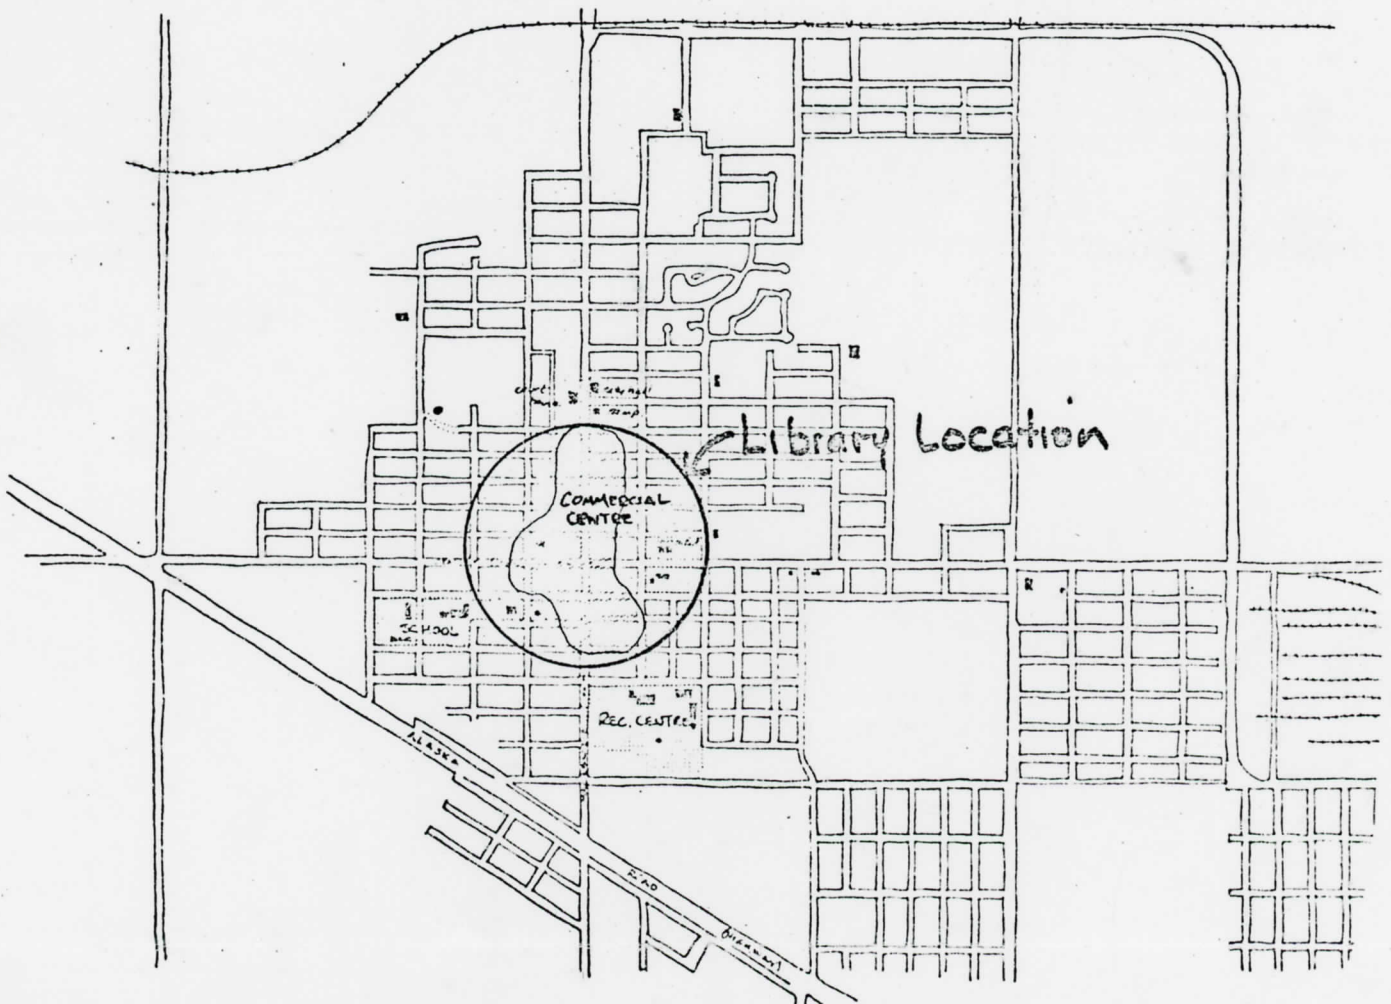 Library Location
COMMERCIAL
CENTRE
SCHOOL
REC. CENTRE
ALASKA
ROAD
HIGHWAY